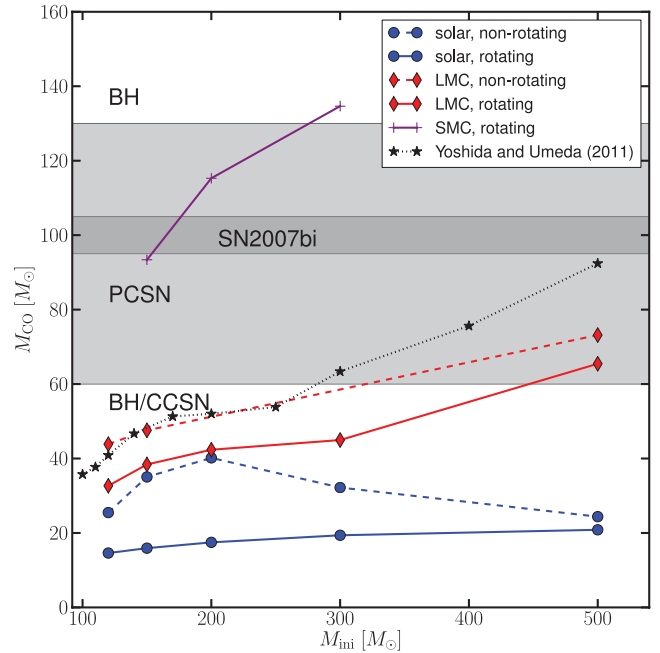 160
140
120
100
80
60
40
20
0
M_CO [M_⊙]
BH
SN2007bi
PCSN
BH/CCSN
solar, non-rotating
solar, rotating
LMC, non-rotating
LMC, rotating
SMC, rotating
Yoshida and Umeda (2011)
100 200 300 400 500
M_ini [M_⊙]